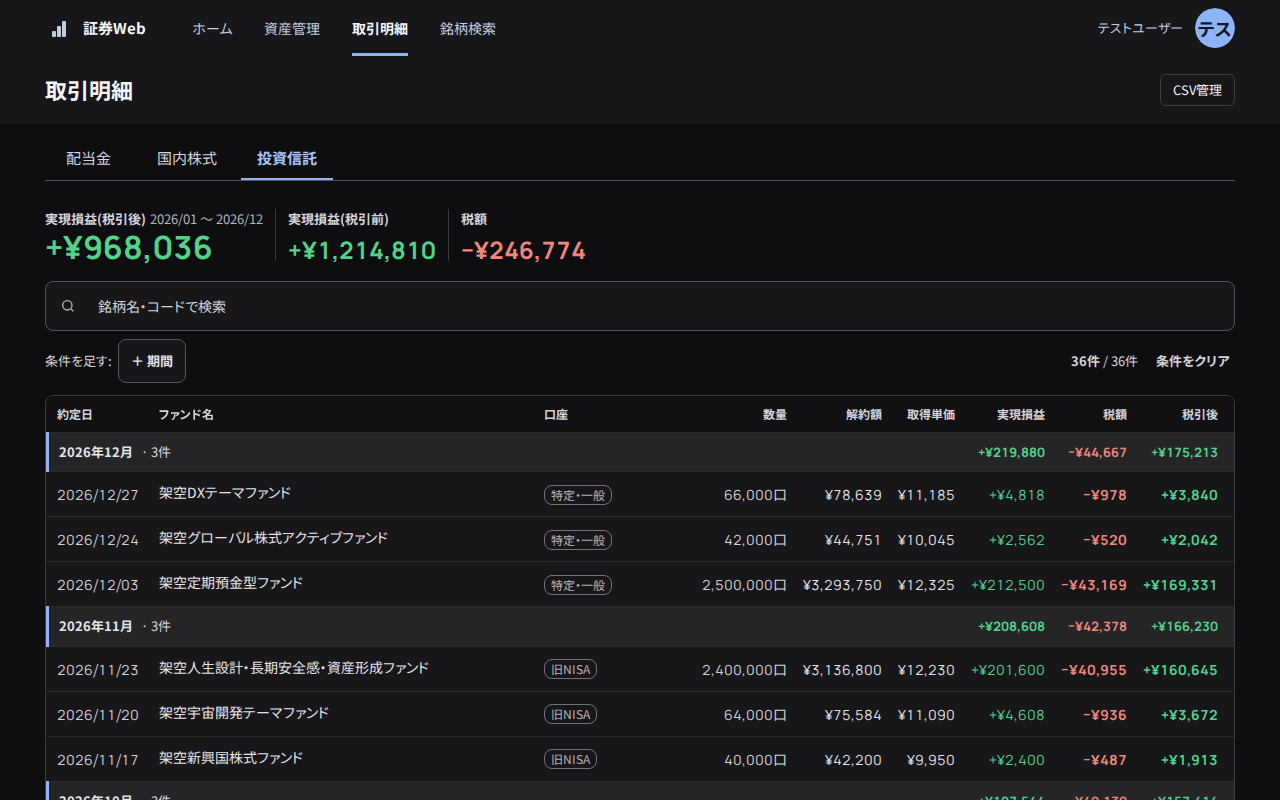 証券Web ホーム 資産管理 取引明細 銘柄検索 テストユーザー テス
取引明細 CSV管理
配当金 国内株式 投資信託
実現損益(税引後) 2026/01 〜 2026/12 実現損益(税引前) 税額
+¥968,036 +¥1,214,810 −¥246,774
銘柄名・コードで検索
条件を足す: + 期間 36件 / 36件 条件をクリア
約定日 ファンド名 口座 数量 解約額 取得単価 実現損益 税額 税引後
2026年12月 · 3件 +¥219,880 −¥44,667 +¥175,213
2026/12/27 架空DXテーマファンド 特定・一般 66,000口 ¥78,639 ¥11,185 +¥4,818 −¥978 +¥3,840
2026/12/24 架空グローバル株式アクティブファンド 特定・一般 42,000口 ¥44,751 ¥10,045 +¥2,562 −¥520 +¥2,042
2026/12/03 架空定期預金型ファンド 特定・一般 2,500,000口 ¥3,293,750 ¥12,325 +¥212,500 −¥43,169 +¥169,331
2026年11月 · 3件 +¥208,608 −¥42,378 +¥166,230
2026/11/23 架空人生設計・長期安全感・資産形成ファンド 旧NISA 2,400,000口 ¥3,136,800 ¥12,230 +¥201,600 −¥40,955 +¥160,645
2026/11/20 架空宇宙開発テーマファンド 旧NISA 64,000口 ¥75,584 ¥11,090 +¥4,608 −¥936 +¥3,672
2026/11/17 架空新興国株式ファンド 旧NISA 40,000口 ¥42,200 ¥9,950 +¥2,400 −¥487 +¥1,913
2026年10月